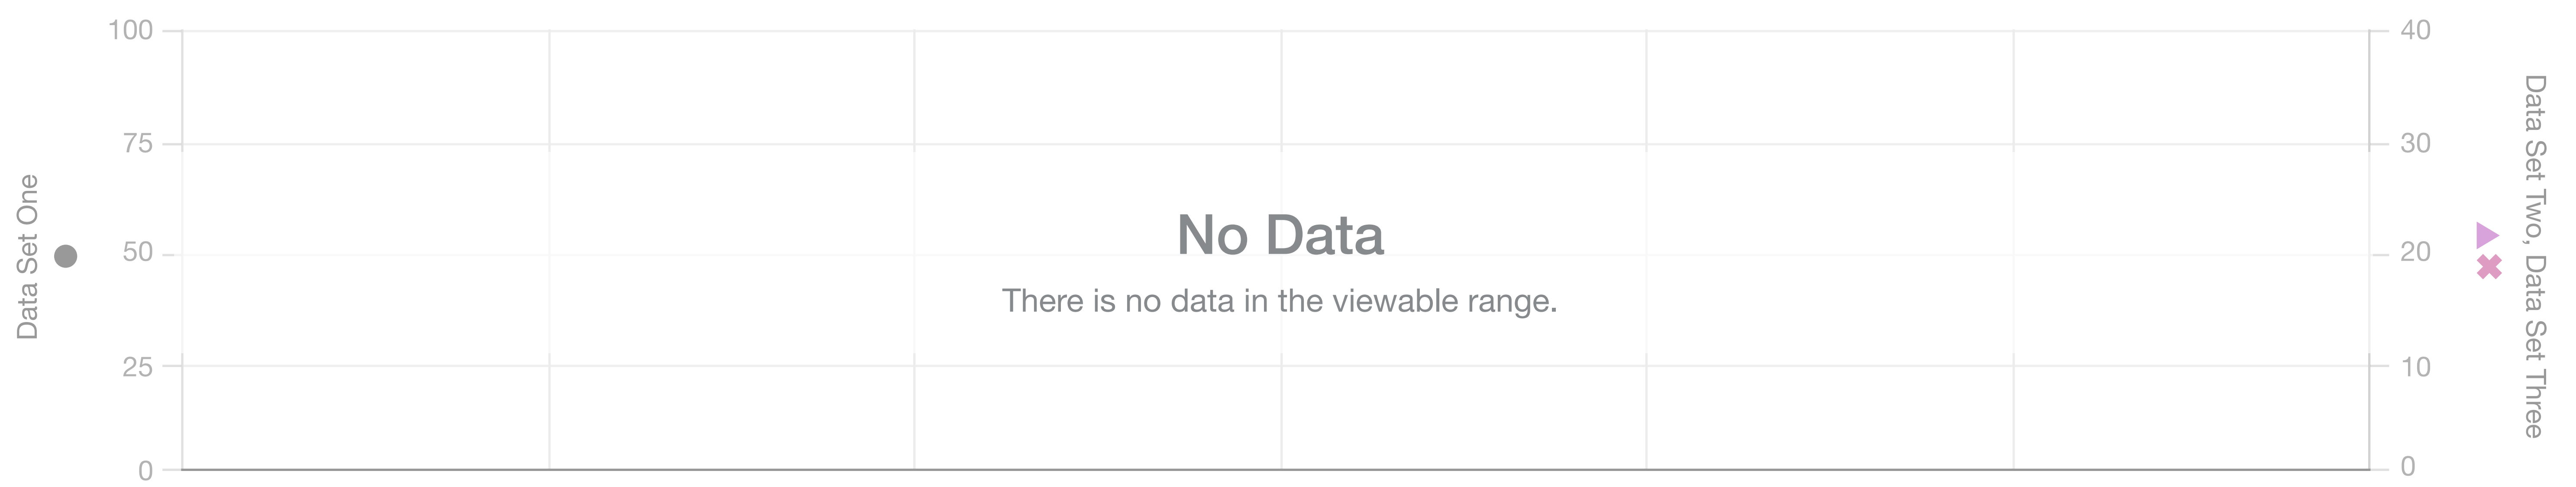 Data Set One
100
75
50
25
0
No Data
There is no data in the viewable range.
40
30
20
10
0
Data Set Two, Data Set Three